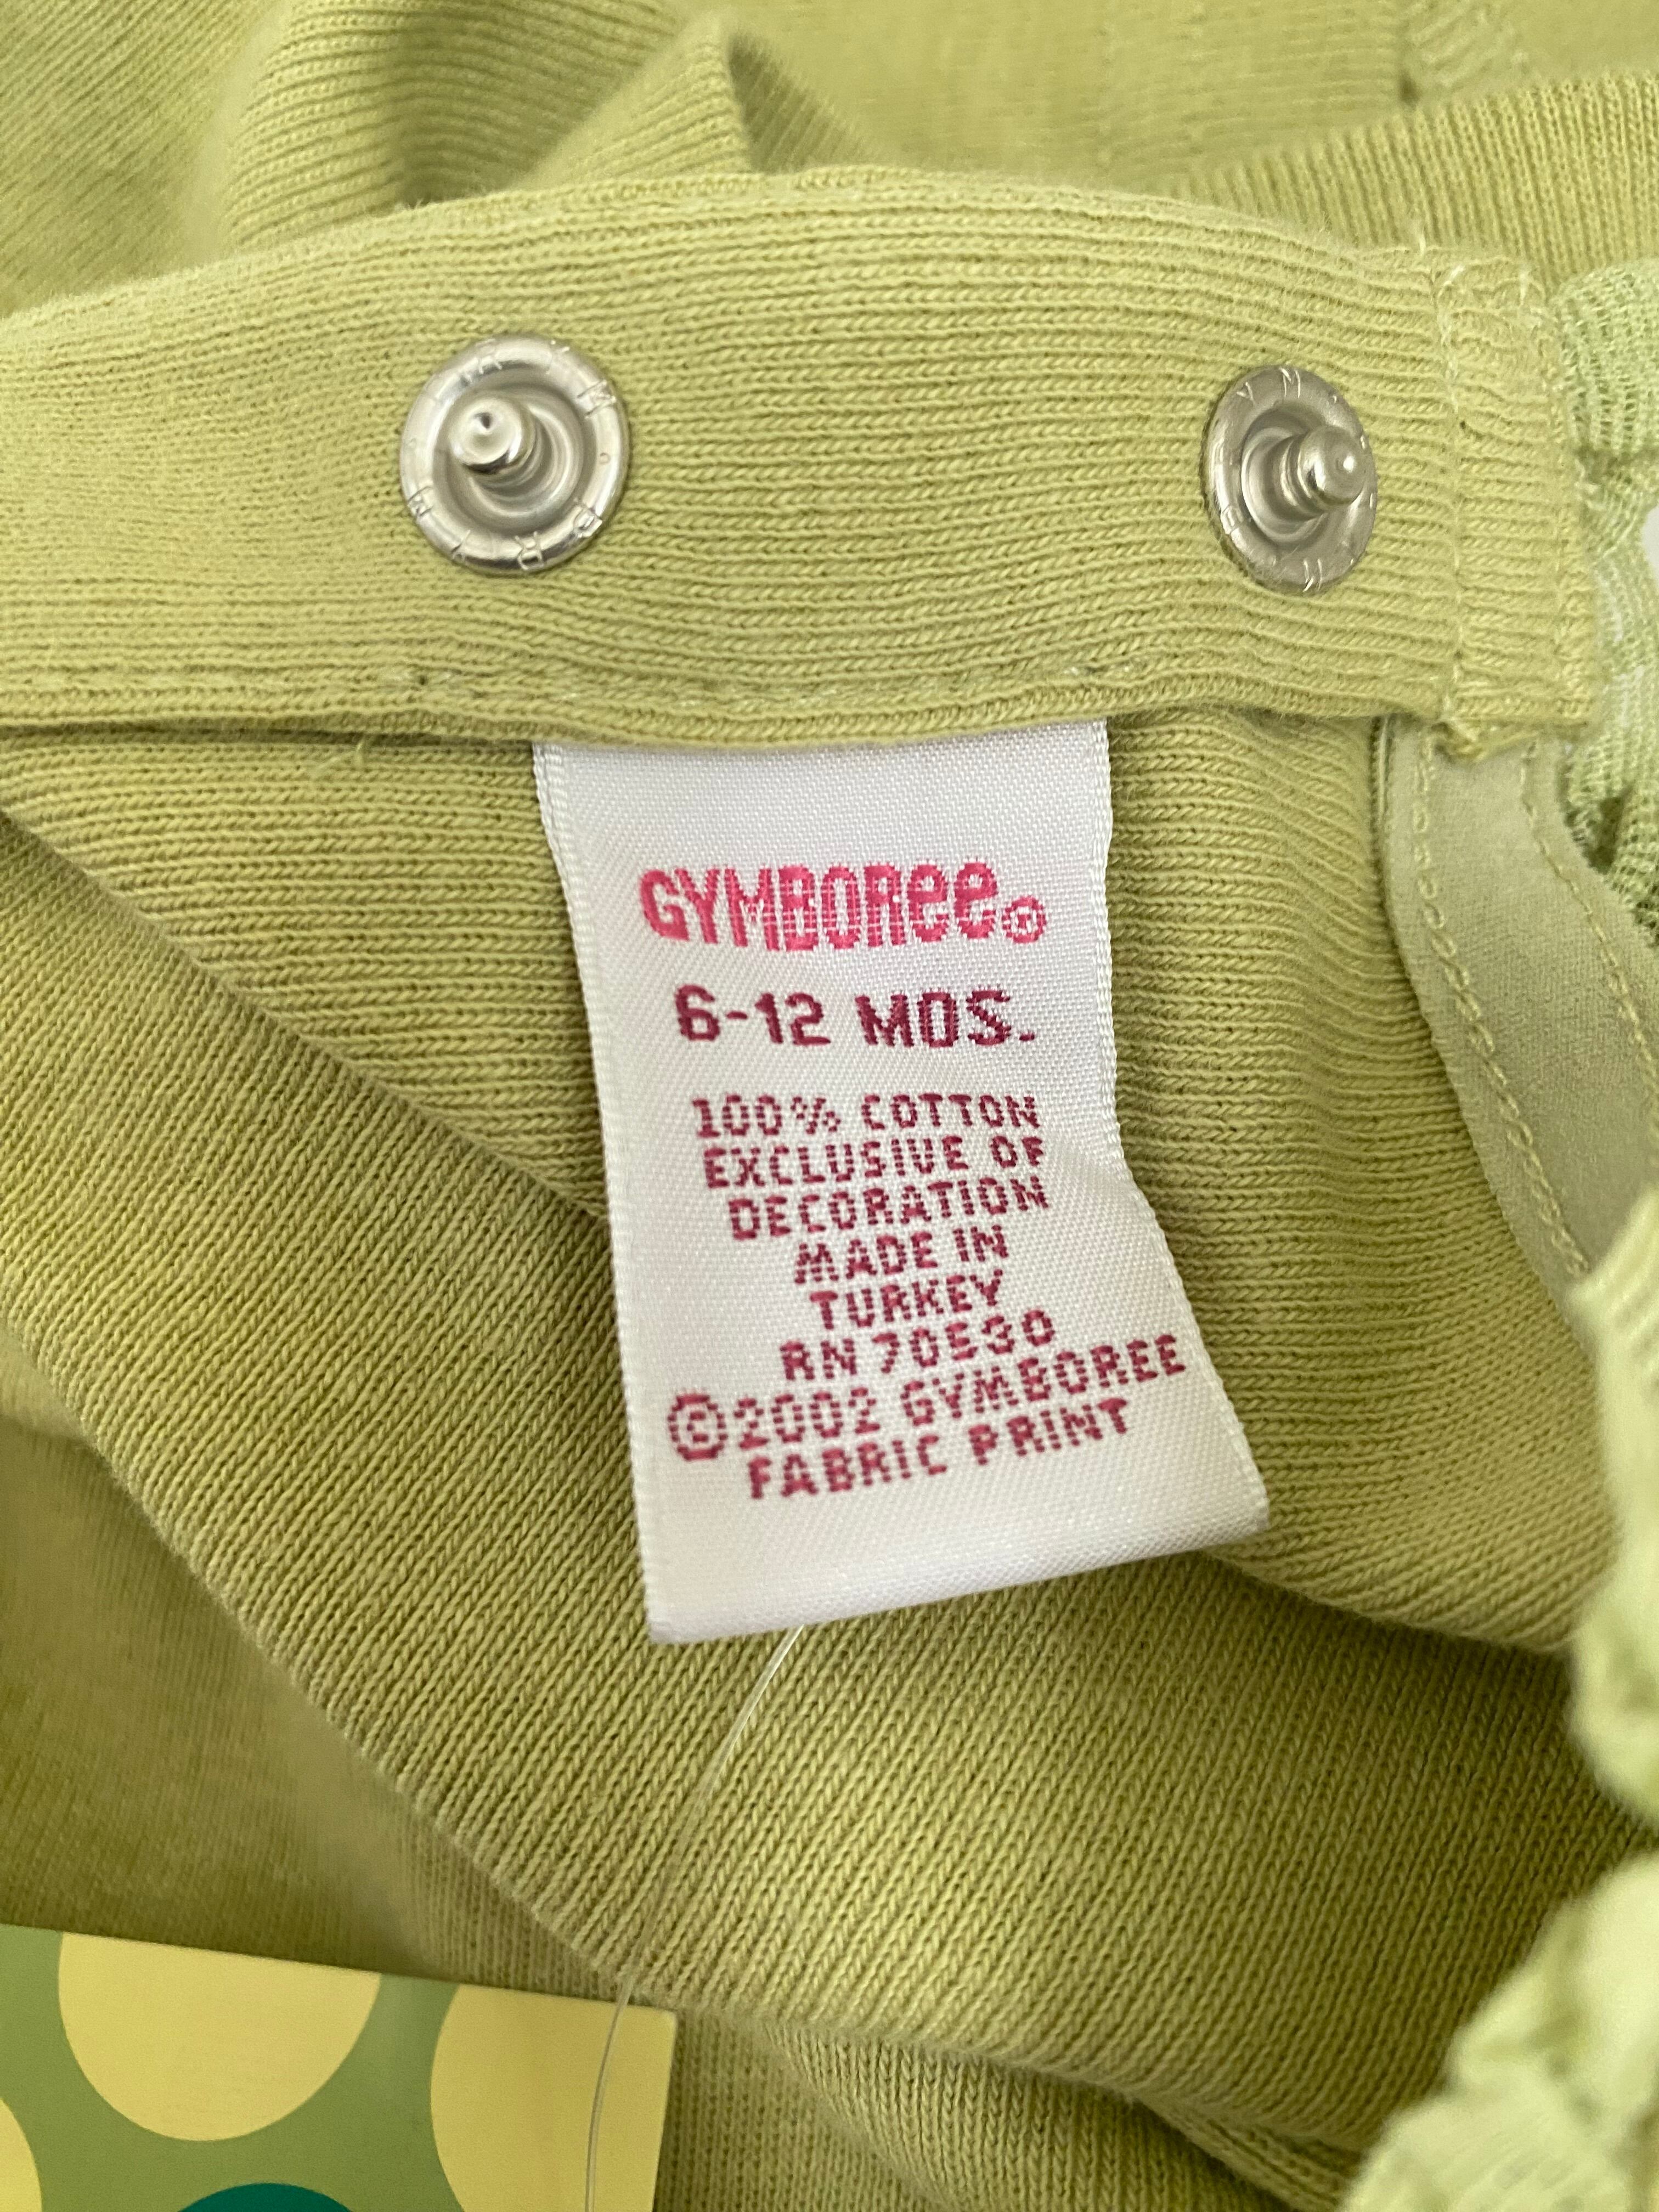 GYMBOREE®
6-12 MOS.
100% COTTON
EXCLUSIVE OF
DECORATION
MADE IN
TURKEY
RN 70E30
©2002 GYMBOREE
FABRIC PRINT